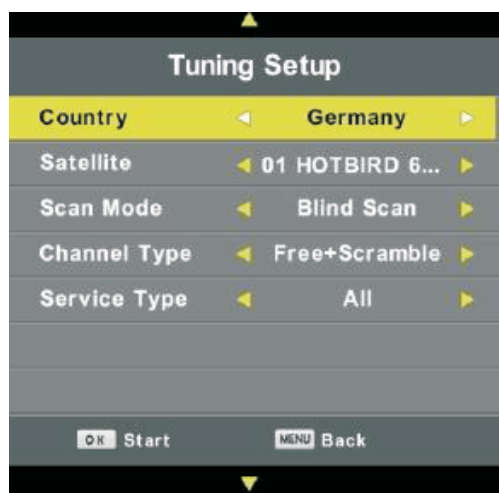 Tuning Setup
Country Germany
Satellite 01 HOTBIRD 6...
Scan Mode Blind Scan
Channel Type Free+Scramble
Service Type All
OK Start MENU Back